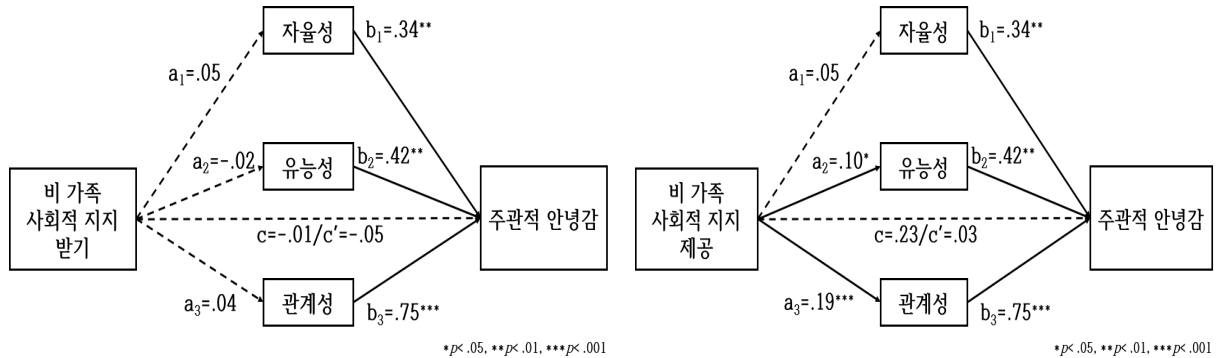 자율성
b₁=.34**
a₁=.05
a₂=-.02
유능성
b₂=.42**
비 가족
사회적 지지
받기
주관적 안녕감
c=-.01/c′=-.05
a₃=.04
관계성
b₃=.75***
*p<.05, **p<.01, ***p<.001
자율성
b₁=.34**
a₁=.05
a₂=.10*
유능성
b₂=.42**
비 가족
사회적 지지
제공
주관적 안녕감
c=.23/c′=.03
a₃=.19***
관계성
b₃=.75***
*p<.05, **p<.01, ***p<.001